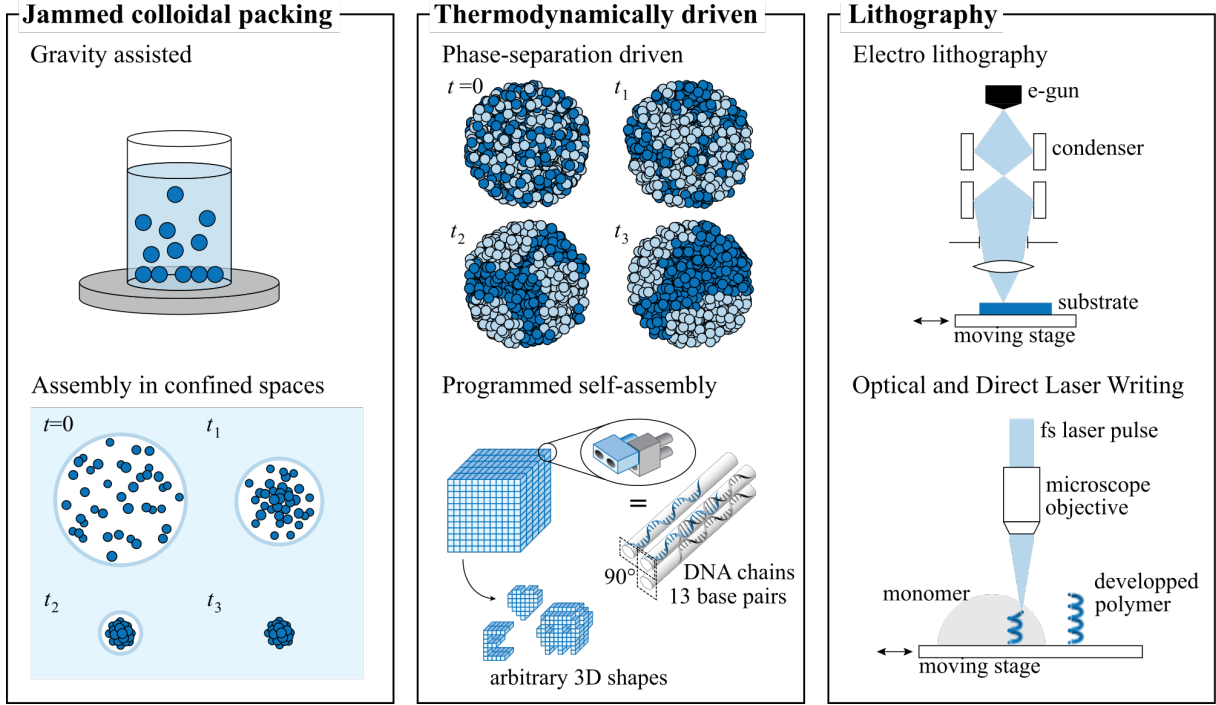 Jammed colloidal packing
Gravity assisted
Assembly in confined spaces
t=0
t1
t2
t3
Thermodynamically driven
Phase-separation driven
t=0
t1
t2
t3
Programmed self-assembly
=
90°
DNA chains
13 base pairs
arbitrary 3D shapes
Lithography
Electro lithography
e-gun
condenser
substrate
moving stage
Optical and Direct Laser Writing
fs laser pulse
microscope
objective
monomer
developped
polymer
moving stage